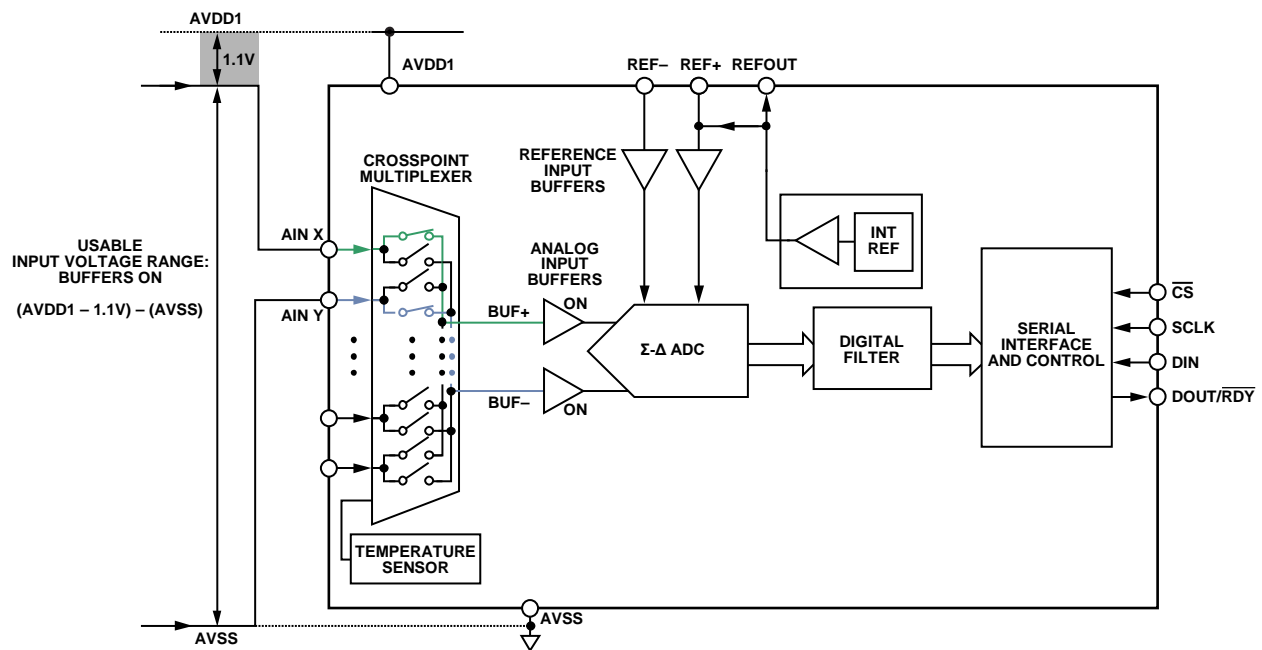 AVDD1
1.1V
AVDD1
REF–
REF+
REFOUT
CROSSPOINT
MULTIPLEXER
REFERENCE
INPUT
BUFFERS
INT
REF
USABLE
INPUT VOLTAGE RANGE:
BUFFERS ON
(AVDD1 – 1.1V) – (AVSS)
AIN X
AIN Y
ANALOG
INPUT
BUFFERS
ON
BUF+
BUF–
ON
Σ-Δ ADC
DIGITAL
FILTER
SERIAL
INTERFACE
AND CONTROL
CS
SCLK
DIN
DOUT/RDY
TEMPERATURE
SENSOR
AVSS
AVSS